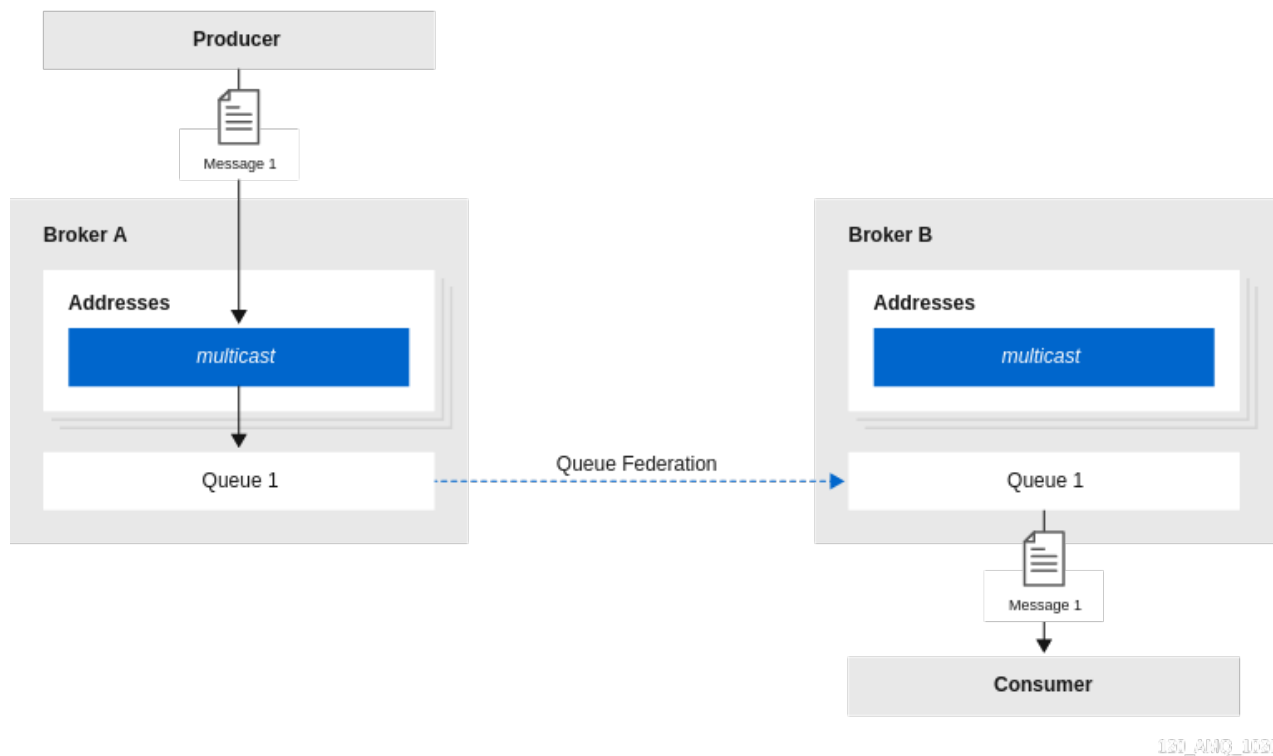 Producer
Message 1
Broker A
Addresses
multicast
Queue 1
Queue Federation
Broker B
Addresses
multicast
Queue 1
Message 1
Consumer